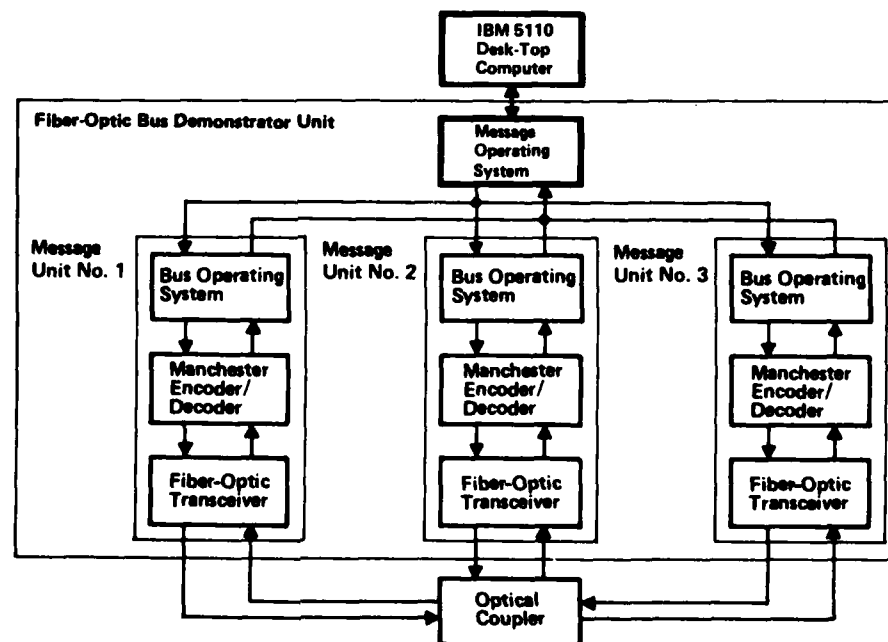 IBM 5110
Desk-Top
Computer
Fiber-Optic Bus Demonstrator Unit
Message
Operating
System
Message
Unit No. 1
Bus Operating
System
Manchester
Encoder/
Decoder
Fiber-Optic
Transceiver
Message
Unit No. 2
Bus Operating
System
Manchester
Encoder/
Decoder
Fiber-Optic
Transceiver
Message
Unit No. 3
Bus Operating
System
Manchester
Encoder/
Decoder
Fiber-Optic
Transceiver
Optical
Coupler